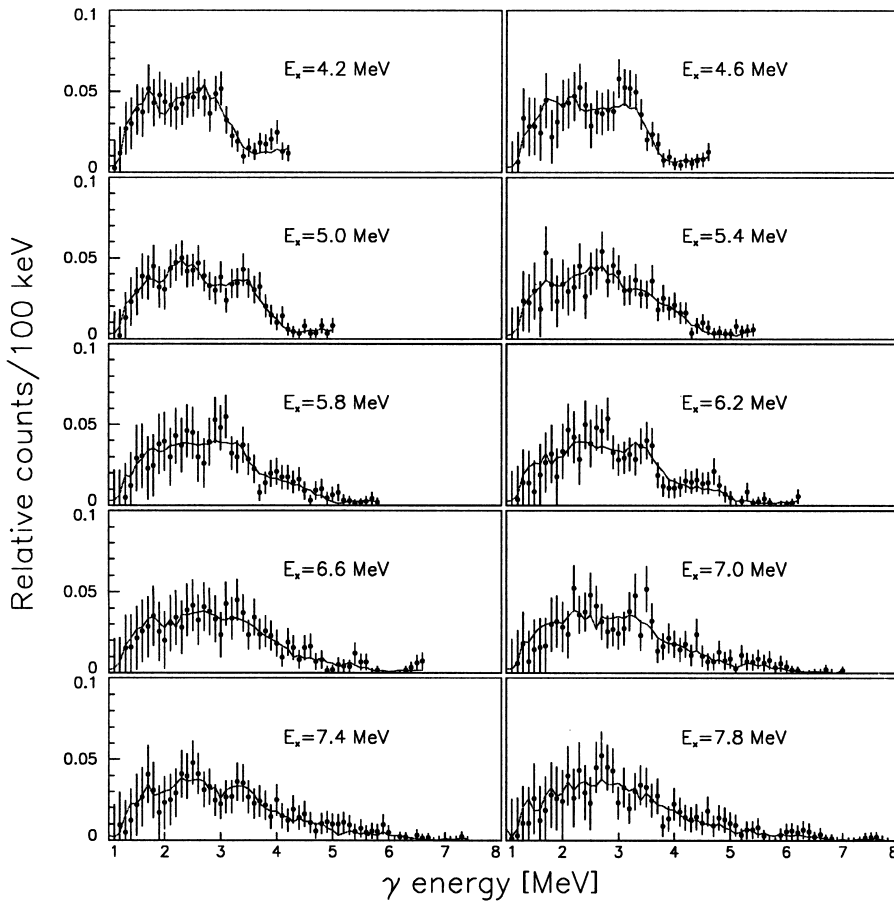 0.1
0.05
0
E_x=4.2 MeV
E_x=4.6 MeV
0.1
0.05
0
E_x=5.0 MeV
E_x=5.4 MeV
0.1
0.05
0
E_x=5.8 MeV
E_x=6.2 MeV
0.1
0.05
0
E_x=6.6 MeV
E_x=7.0 MeV
0.1
0.05
0
E_x=7.4 MeV
E_x=7.8 MeV
1 2 3 4 5 6 7 8
1 2 3 4 5 6 7 8
Relative counts/100 keV
γ energy [MeV]